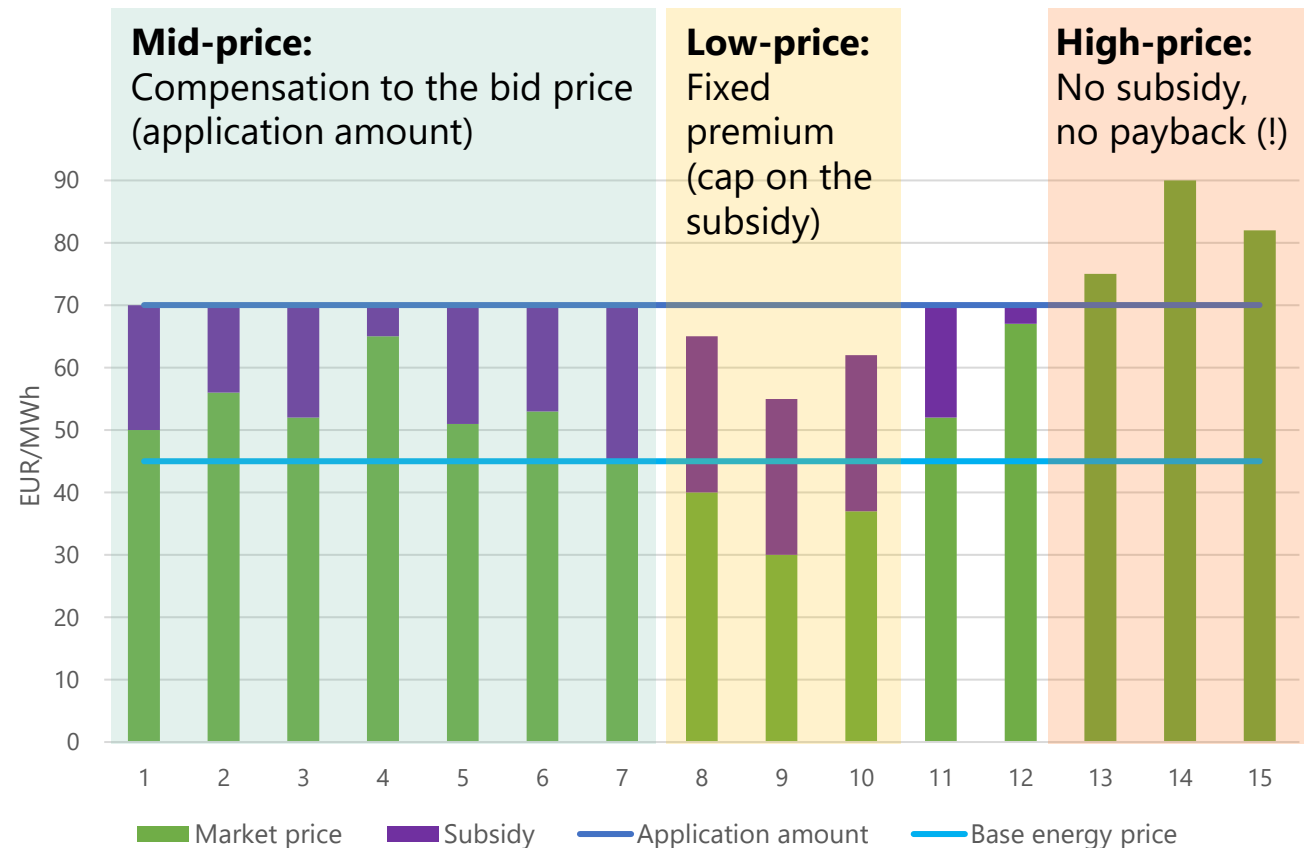 Mid-price:
Compensation to the bid price
(application amount)
Low-price:
Fixed
premium
(cap on the
subsidy)
High-price:
No subsidy,
no payback (!)
EUR/MWh
90
80
70
60
50
40
30
20
10
0
1 2 3 4 5 6 7 8 9 10 11 12 13 14 15
Market price Subsidy Application amount Base energy price